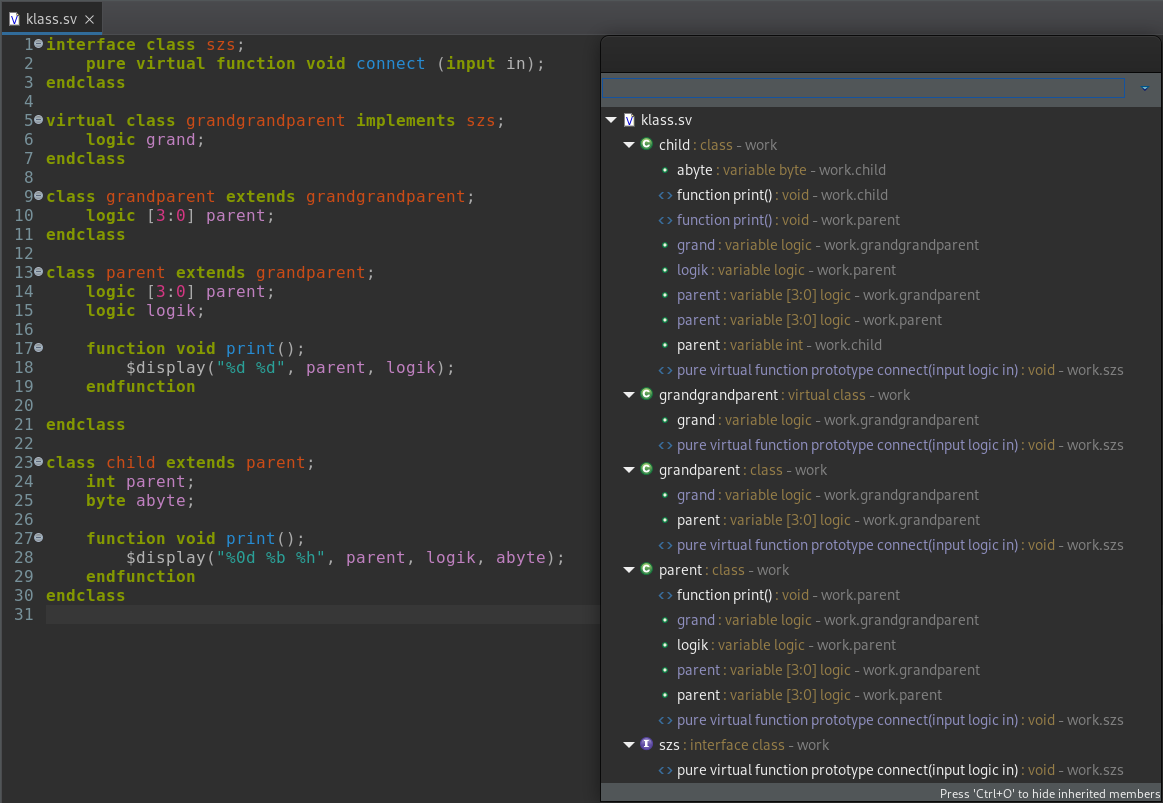 klass.sv
1 interface class szs;
2 pure virtual function void connect (input in);
3 endclass
4
5 virtual class grandgrandparent implements szs;
6 logic grand;
7 endclass
8
9 class grandparent extends grandgrandparent;
10 logic [3:0] parent;
11 endclass
12
13 class parent extends grandparent;
14 logic [3:0] parent;
15 logic logik;
16
17 function void print();
18 $display("%d %d", parent, logik);
19 endfunction
20
21 endclass
22
23 class child extends parent;
24 int parent;
25 byte abyte;
26
27 function void print();
28 $display("%0d %b %h", parent, logik, abyte);
29 endfunction
30 endclass
31
klass.sv
child : class - work
abyte : variable byte - work.child
function print() : void - work.child
function print() : void - work.parent
grand : variable logic - work.grandgrandparent
logik : variable logic - work.parent
parent : variable [3:0] logic - work.grandparent
parent : variable [3:0] logic - work.parent
parent : variable int - work.child
pure virtual function prototype connect(input logic in) : void - work.szs
grandgrandparent : virtual class - work
grand : variable logic - work.grandgrandparent
pure virtual function prototype connect(input logic in) : void - work.szs
grandparent : class - work
grand : variable logic - work.grandgrandparent
parent : variable [3:0] logic - work.grandparent
pure virtual function prototype connect(input logic in) : void - work.szs
parent : class - work
function print() : void - work.parent
grand : variable logic - work.grandgrandparent
logik : variable logic - work.parent
parent : variable [3:0] logic - work.grandparent
parent : variable [3:0] logic - work.parent
pure virtual function prototype connect(input logic in) : void - work.szs
szs : interface class - work
pure virtual function prototype connect(input logic in) : void - work.szs
Press 'Ctrl+O' to hide inherited members